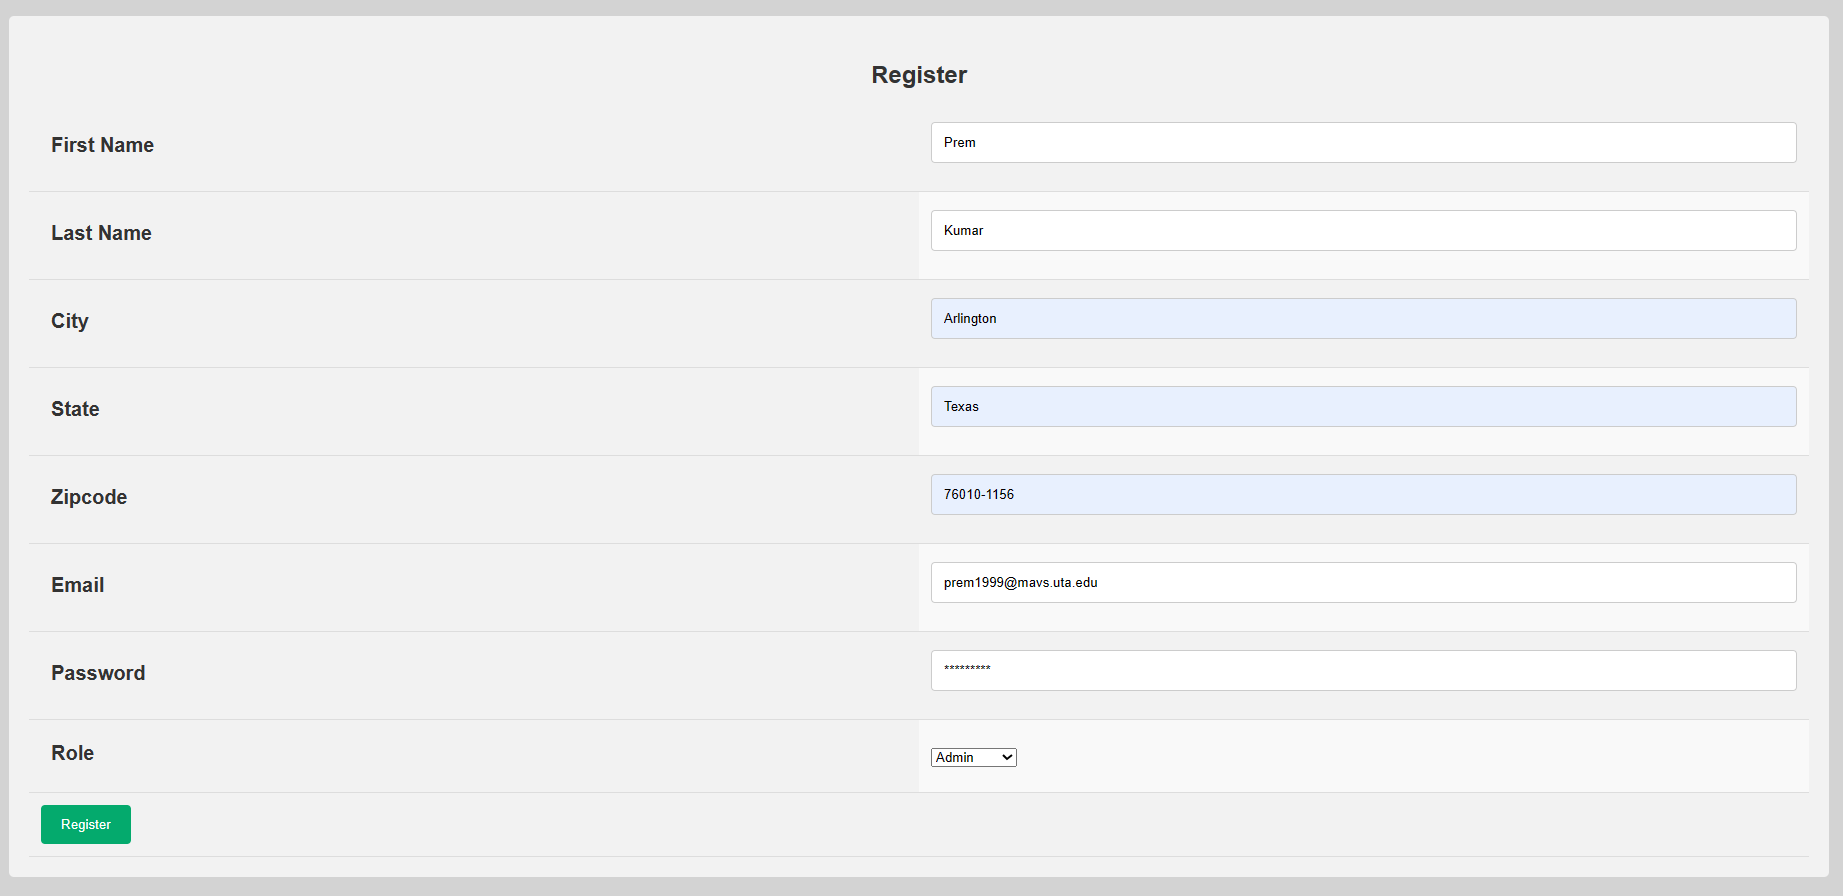 Register
First Name
Prem
Last Name
Kumar
City
Arlington
State
Texas
Zipcode
76010-1156
Email
prem1999@mavs.uta.edu
Password
*********
Role
Admin
Register